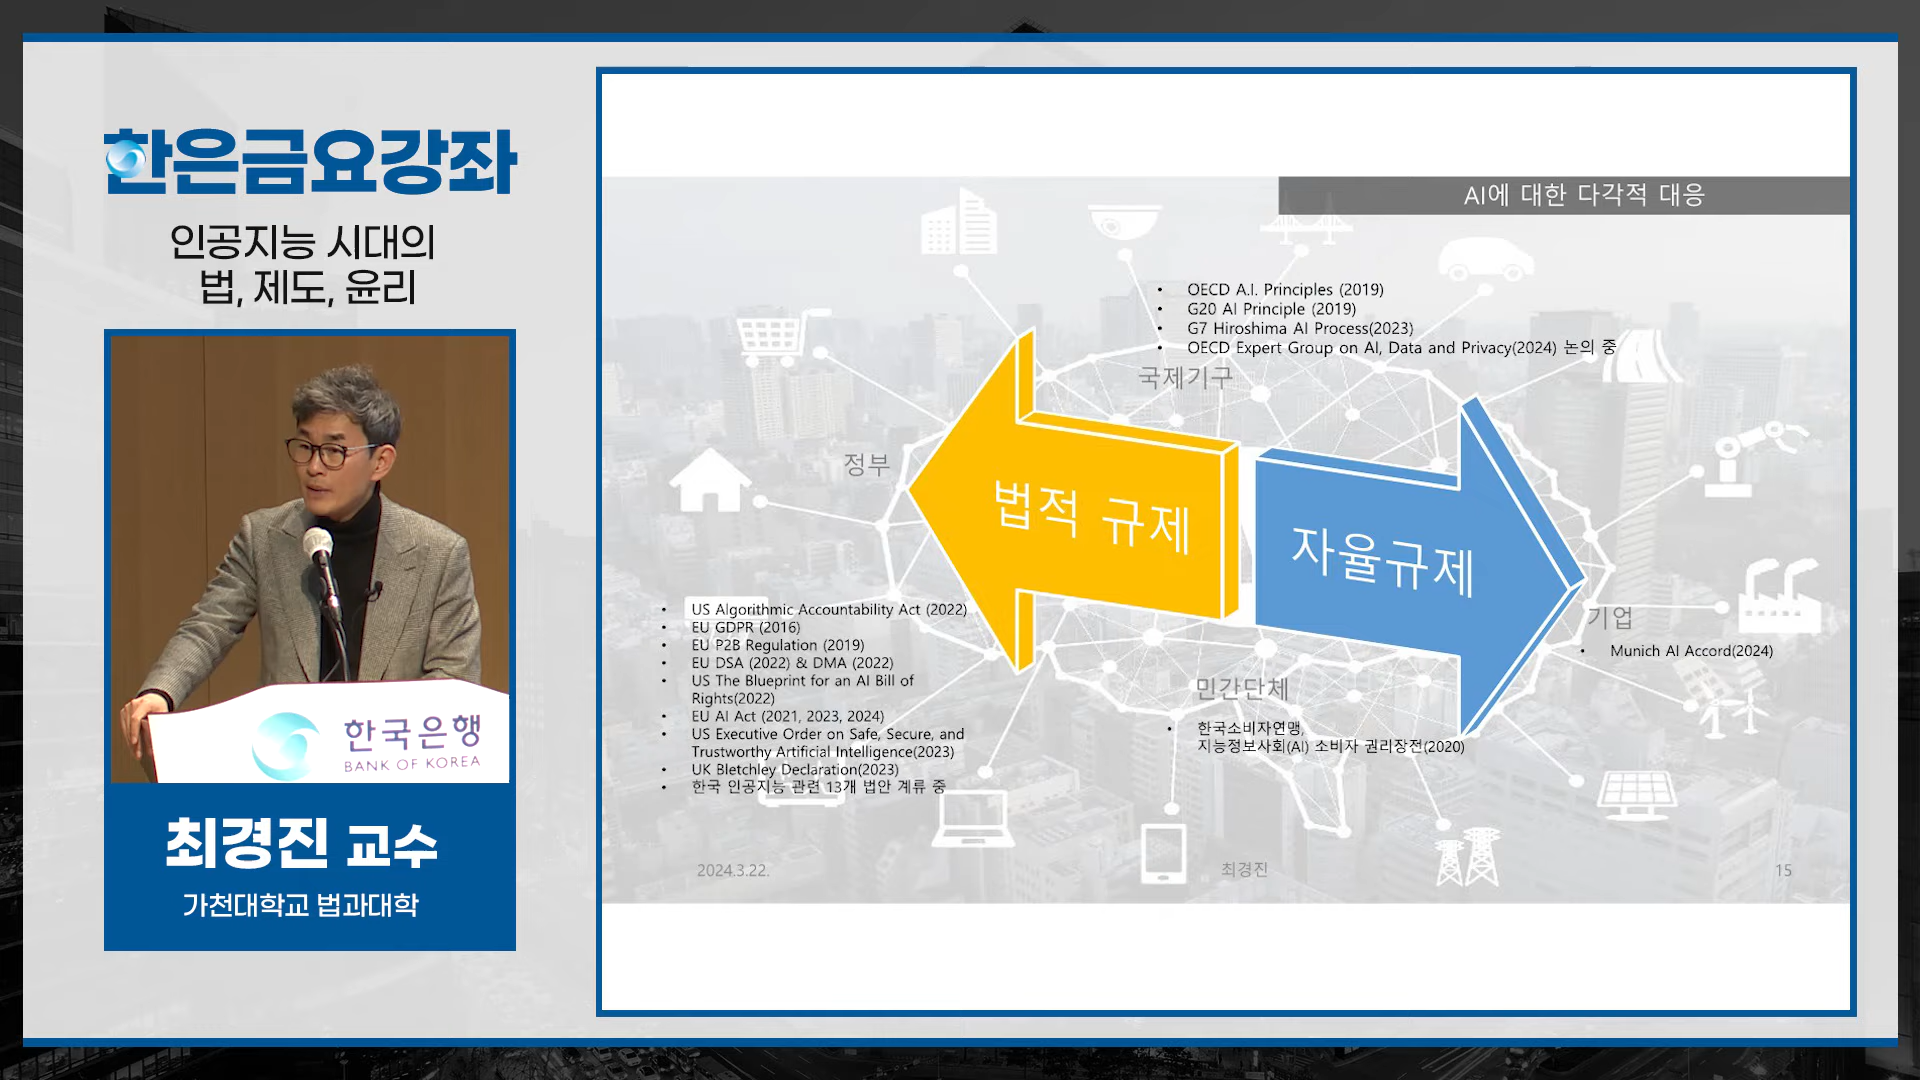 한은금요강좌
인공지능 시대의
법, 제도, 윤리
한국은행
BANK OF KOREA
최경진 교수
가천대학교 법과대학
AI에 대한 다각적 대응
• OECD A.I. Principles (2019)
• G20 AI Principle (2019)
• G7 Hiroshima AI Process(2023)
• OECD Expert Group on AI, Data and Privacy(2024) 논의 중
국제기구
정부
법적 규제
자율규제
• US Algorithmic Accountability Act (2022)
• EU GDPR (2016)
• EU P2B Regulation (2019)
• EU DSA (2022) & DMA (2022)
• US The Blueprint for an AI Bill of
Rights(2022)
• EU AI Act (2021, 2023, 2024)
• US Executive Order on Safe, Secure, and
Trustworthy Artificial Intelligence(2023)
• UK Bletchley Declaration(2023)
• 한국 인공지능 관련 13개 법안 계류 중
기업
• Munich AI Accord(2024)
민간단체
• 한국소비자연맹,
지능정보사회(AI) 소비자 권리장전(2020)
2024.3.22.
최경진
15